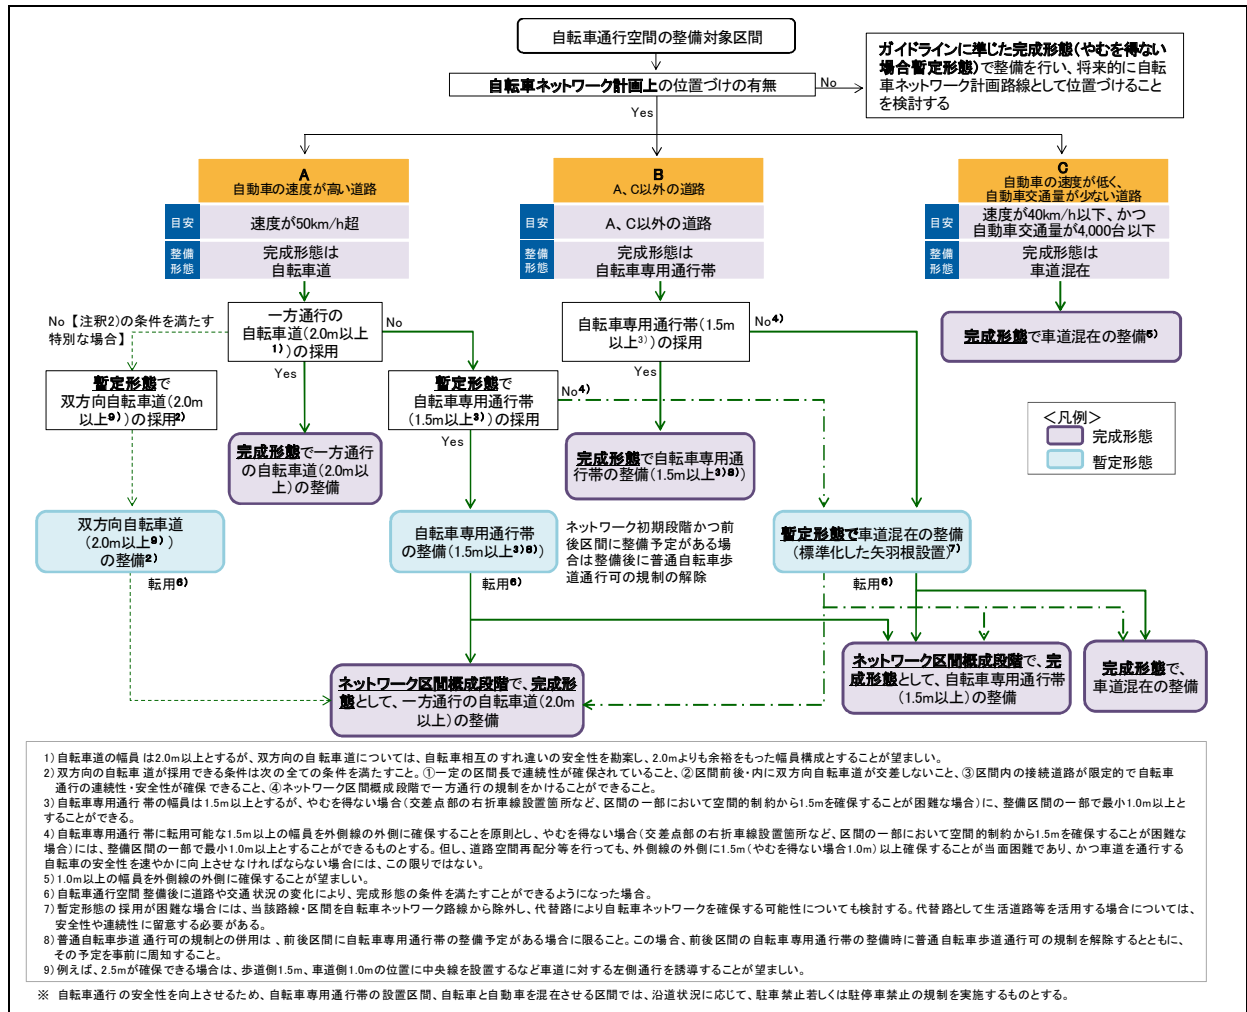 自転車通行空間の整備対象区間
自転車ネットワーク計画上の位置づけの有無
No
ガイドラインに準じた完成形態(やむを得ない
場合暫定形態)で整備を行い、将来的に自転
車ネットワーク計画路線として位置づけること
を検討する
Yes
A
自動車の速度が高い道路
目安
速度が50km/h超
整備
形態
完成形態は
自転車道
B
A、C以外の道路
目安
A、C以外の道路
整備
形態
完成形態は
自転車専用通行帯
C
自動車の速度が低く、
自動車交通量が少ない道路
目安
速度が40km/h以下、かつ
自動車交通量が4,000台以下
整備
形態
完成形態は
車道混在
No【注釈2)の条件を満たす
特別な場合】
一方通行の
自転車道(2.0m以上
1))の採用
No
自転車専用通行帯(1.5m
以上3))の採用
No4)
完成形態で車道混在の整備5)
Yes
Yes
暫定形態で
双方向自転車道(2.0m
以上9))の採用2)
暫定形態で
自転車専用通行帯
(1.5m以上3))の採用
No4)
Yes
完成形態で一方通行
の自転車道(2.0m以
上)の整備
完成形態で自転車専用通
行帯の整備(1.5m以上3)8))
<凡例>
完成形態
暫定形態
双方向自転車道
(2.0m以上9))
の整備2)
自転車専用通行帯
の整備(1.5m以上3)8))
ネットワーク初期段階かつ前
後区間に整備予定がある場
合は整備後に普通自転車歩
道通行可の規制の解除
暫定形態で車道混在の整備
(標準化した矢羽根設置)7)
転用6)
転用6)
転用6)
ネットワーク区間概成段階で、完成形
態として、一方通行の自転車道(2.0m
以上)の整備
ネットワーク区間概成段階で、完
成形態として、自転車専用通行帯
(1.5m以上)の整備
完成形態で、
車道混在の整備
1)自転車道の幅員は2.0m以上とするが、双方向の自転車道については、自転車相互のすれ違いの安全性を勘案し、2.0mよりも余裕をもった幅員構成とすることが望ましい。
2)双方向の自転車道が採用できる条件は次の全ての条件を満たすこと。①一定の区間長で連続性が確保されていること、②区間前後・内に双方向自転車道が交差しないこと、③区間内の接続道路が限定的で自転車
通行の連続性・安全性が確保できること、④ネットワーク区間概成段階で一方通行の規制をかけることができること。
3)自転車専用通行帯の幅員は1.5m以上とするが、やむを得ない場合(交差点部の右折車線設置箇所など、区間の一部において空間的制約から1.5mを確保することが困難な場合)に、整備区間の一部で最小1.0m以上と
することができる。
4)自転車専用通行帯に転用可能な1.5m以上の幅員を外側線の外側に確保することを原則とし、やむを得ない場合(交差点部の右折車線設置箇所など、区間の一部において空間的制約から1.5mを確保することが困難な
場合)には、整備区間の一部で最小1.0m以上とすることができるものとする。但し、道路空間再配分等を行っても、外側線の外側に1.5m(やむを得ない場合1.0m)以上確保することが当面困難であり、かつ車道を通行する
自転車の安全性を速やかに向上させなければならない場合には、この限りではない。
5)1.0m以上の幅員を外側線の外側に確保することが望ましい。
6)自転車通行空間整備後に道路や交通状況の変化により、完成形態の条件を満たすことができるようになった場合。
7)暫定形態の採用が困難な場合には、当該路線・区間を自転車ネットワーク路線から除外し、代替路により自転車ネットワークを確保する可能性についても検討する。代替路として生活道路等を活用する場合については、
安全性や連続性に留意する必要がある。
8)普通自転車歩道通行可の規制との併用は、前後区間に自転車専用通行帯の整備予定がある場合に限ること。この場合、前後区間の自転車専用通行帯の整備時に普通自転車歩道通行可の規制を解除するとともに、
その予定を事前に周知すること。
9)例えば、2.5mが確保できる場合は、歩道側1.5m、車道側1.0mの位置に中央線を設置するなど車道に対する左側通行を誘導することが望ましい。
※ 自転車通行の安全性を向上させるため、自転車専用通行帯の設置区間、自転車と自動車を混在させる区間では、沿道状況に応じて、駐車禁止若しくは駐停車禁止の規制を実施するものとする。